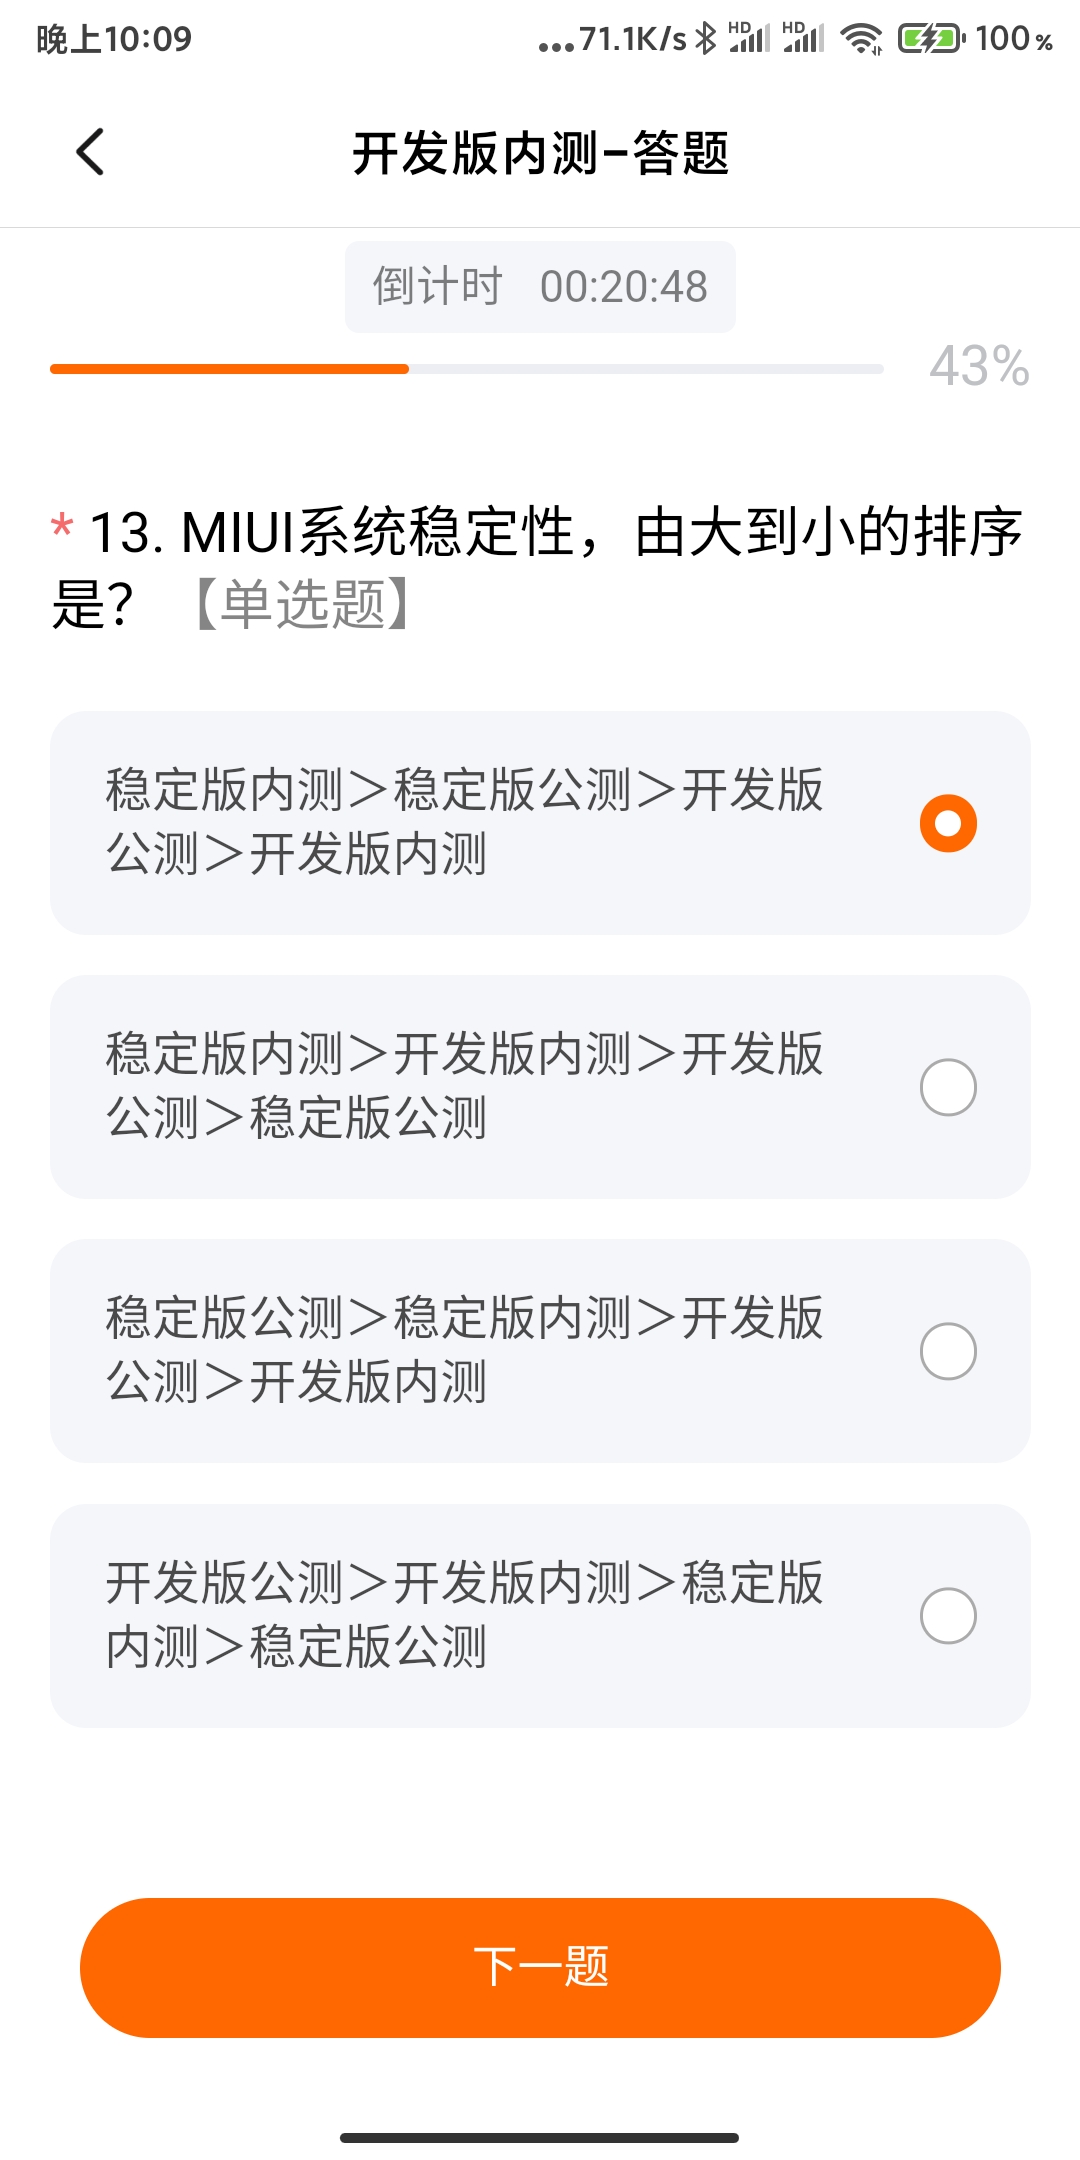 晚上10:09
...71.1K/s HD HD 100%
开发版内测-答题
倒计时 00:20:48
43%
* 13. MIUI系统稳定性，由大到小的排序
是？ 【单选题】
稳定版内测＞稳定版公测＞开发版
公测＞开发版内测
稳定版内测＞开发版内测＞开发版
公测＞稳定版公测
稳定版公测＞稳定版内测＞开发版
公测＞开发版内测
开发版公测＞开发版内测＞稳定版
内测＞稳定版公测
下一题